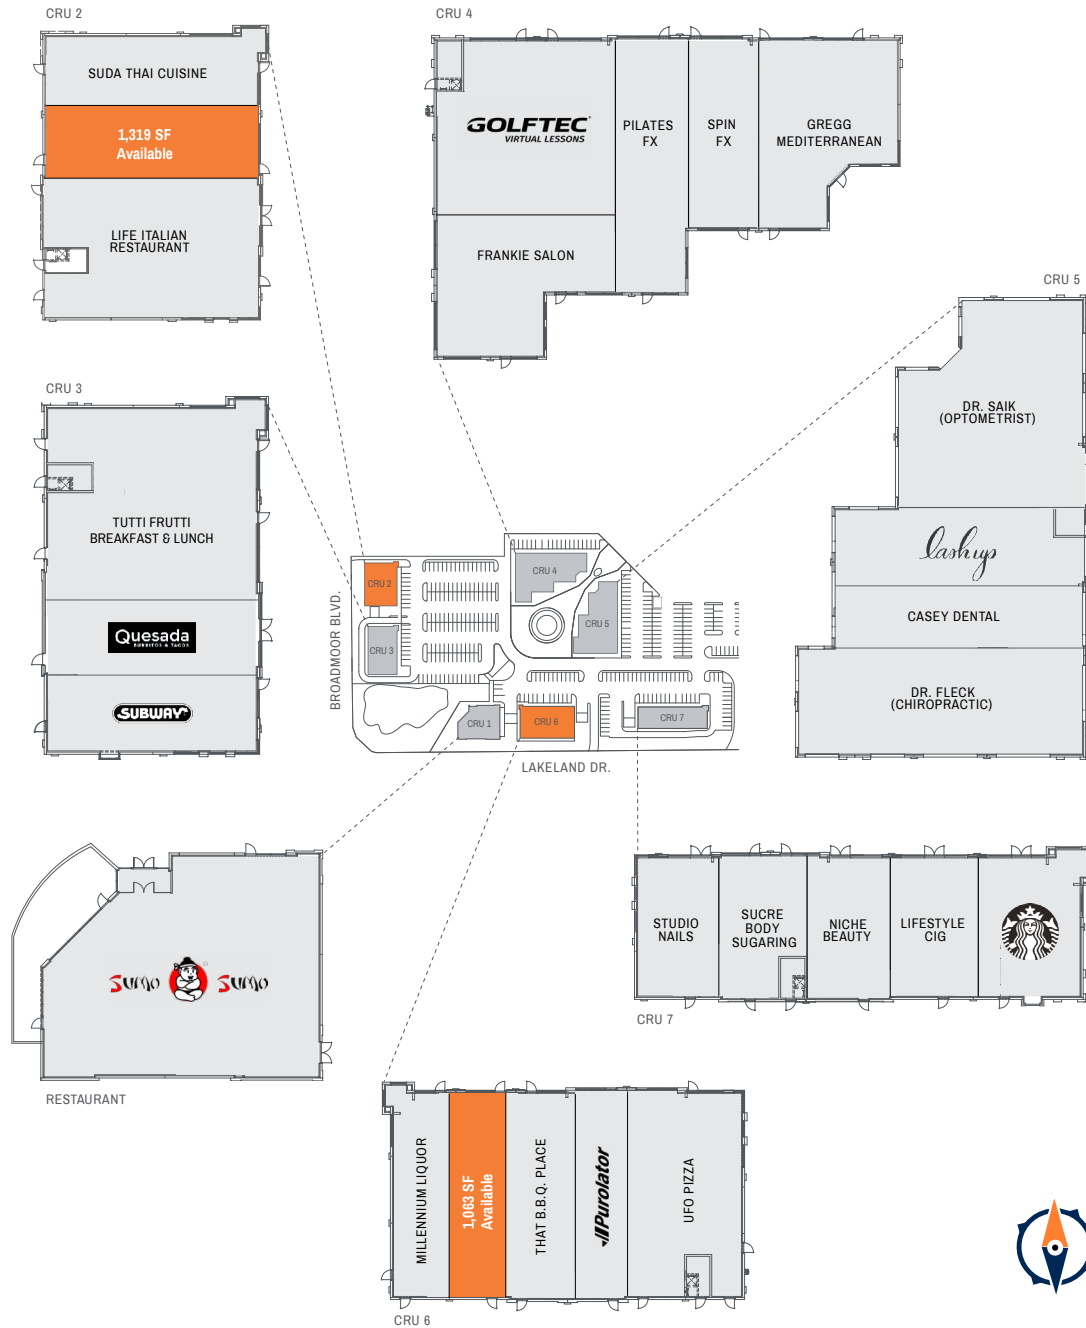 CRU 2
SUDA THAI CUISINE
1,319 SF
Available
LIFE ITALIAN
RESTAURANT
CRU 4
GOLFTEC
VIRTUAL LESSONS
PILATES
FX
SPIN
FX
GREGG
MEDITERRANEAN
FRANKIE SALON
CRU 5
DR. SAIK
(OPTOMETRIST)
lashup
CASEY DENTAL
DR. FLECK
(CHIROPRACTIC)
CRU 3
TUTTI FRUTTI
BREAKFAST & LUNCH
Quesada
BURRITOS & TACOS
SUBWAY
BROADMOOR BLVD.
CRU 2
CRU 3
CRU 4
CRU 5
CRU 1
CRU 6
CRU 7
LAKELAND DR.
SUMO SUMO
RESTAURANT
STUDIO
NAILS
SUCRE
BODY
SUGARING
NICHE
BEAUTY
LIFESTYLE
CIG
CRU 7
MILLENNIUM LIQUOR
1,063 SF
Available
THAT B.B.Q. PLACE
Purolator
UFO PIZZA
CRU 6